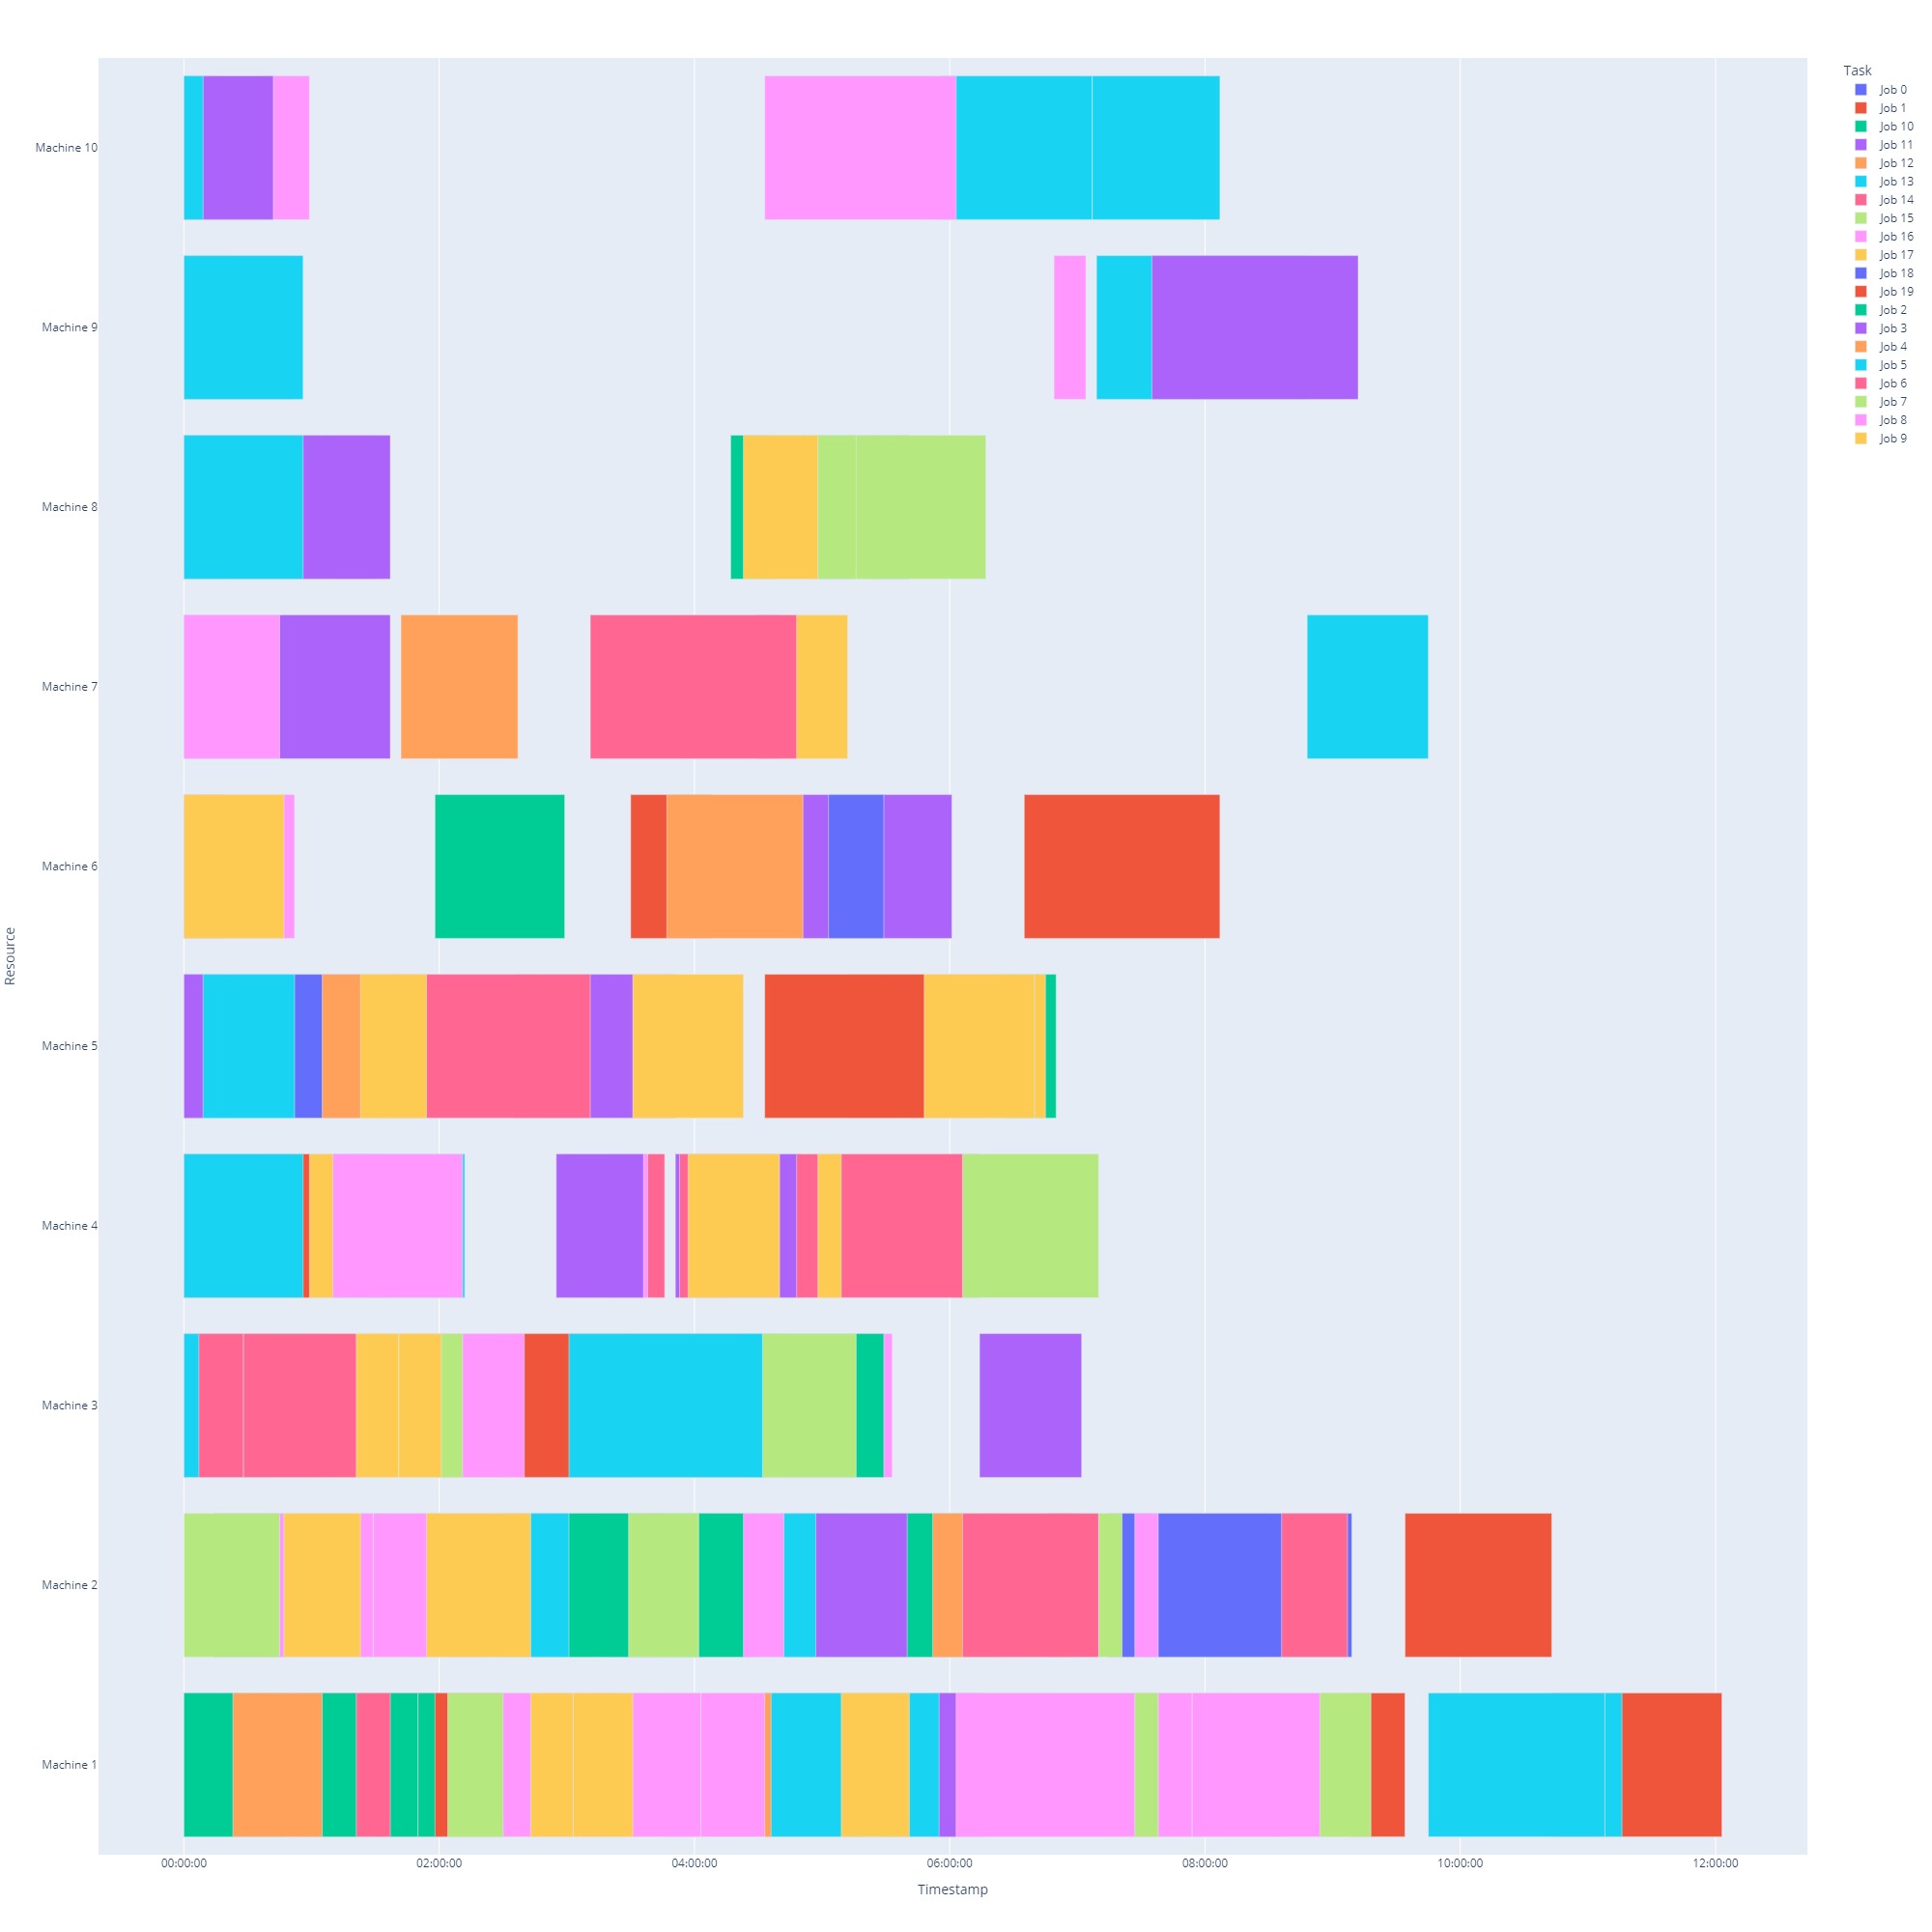 Task
Job 0
Job 1
Job 10
Job 11
Job 12
Job 13
Job 14
Job 15
Job 16
Job 17
Job 18
Job 19
Job 2
Job 3
Job 4
Job 5
Job 6
Job 7
Job 8
Job 9
Machine 10
Machine 9
Machine 8
Machine 7
Machine 6
Machine 5
Machine 4
Machine 3
Machine 2
Machine 1
Resource
00:00:00 02:00:00 04:00:00 06:00:00 08:00:00 10:00:00 12:00:00
Timestamp